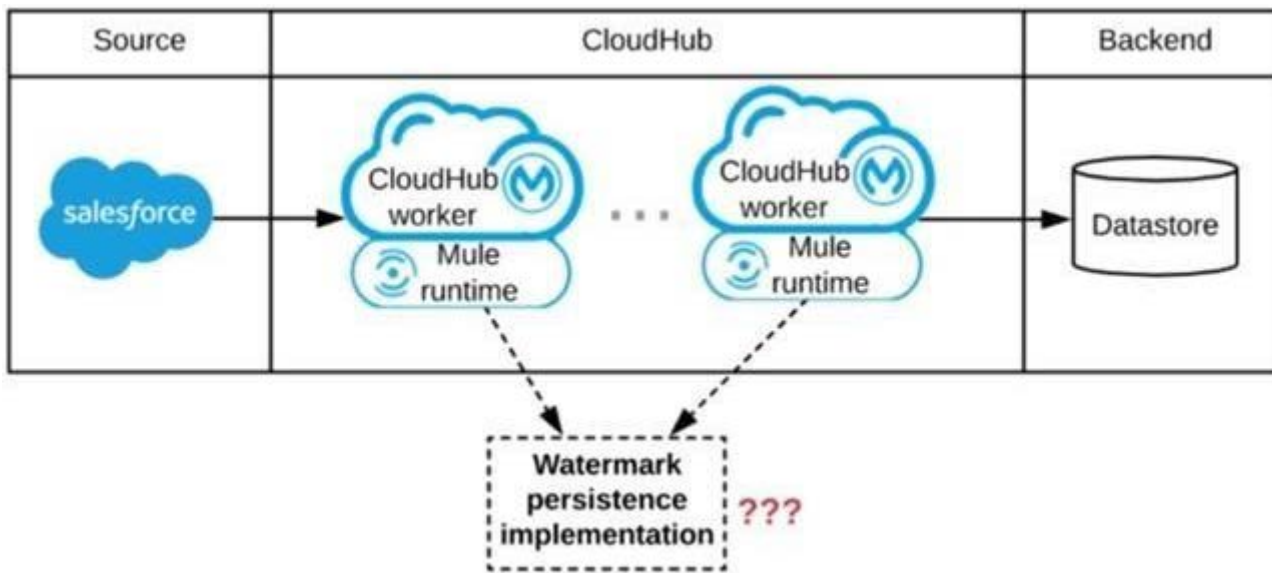 Source
CloudHub
Backend
salesforce
CloudHub
worker
Mule
runtime
CloudHub
worker
Mule
runtime
Datastore
Watermark
persistence
implementation
???